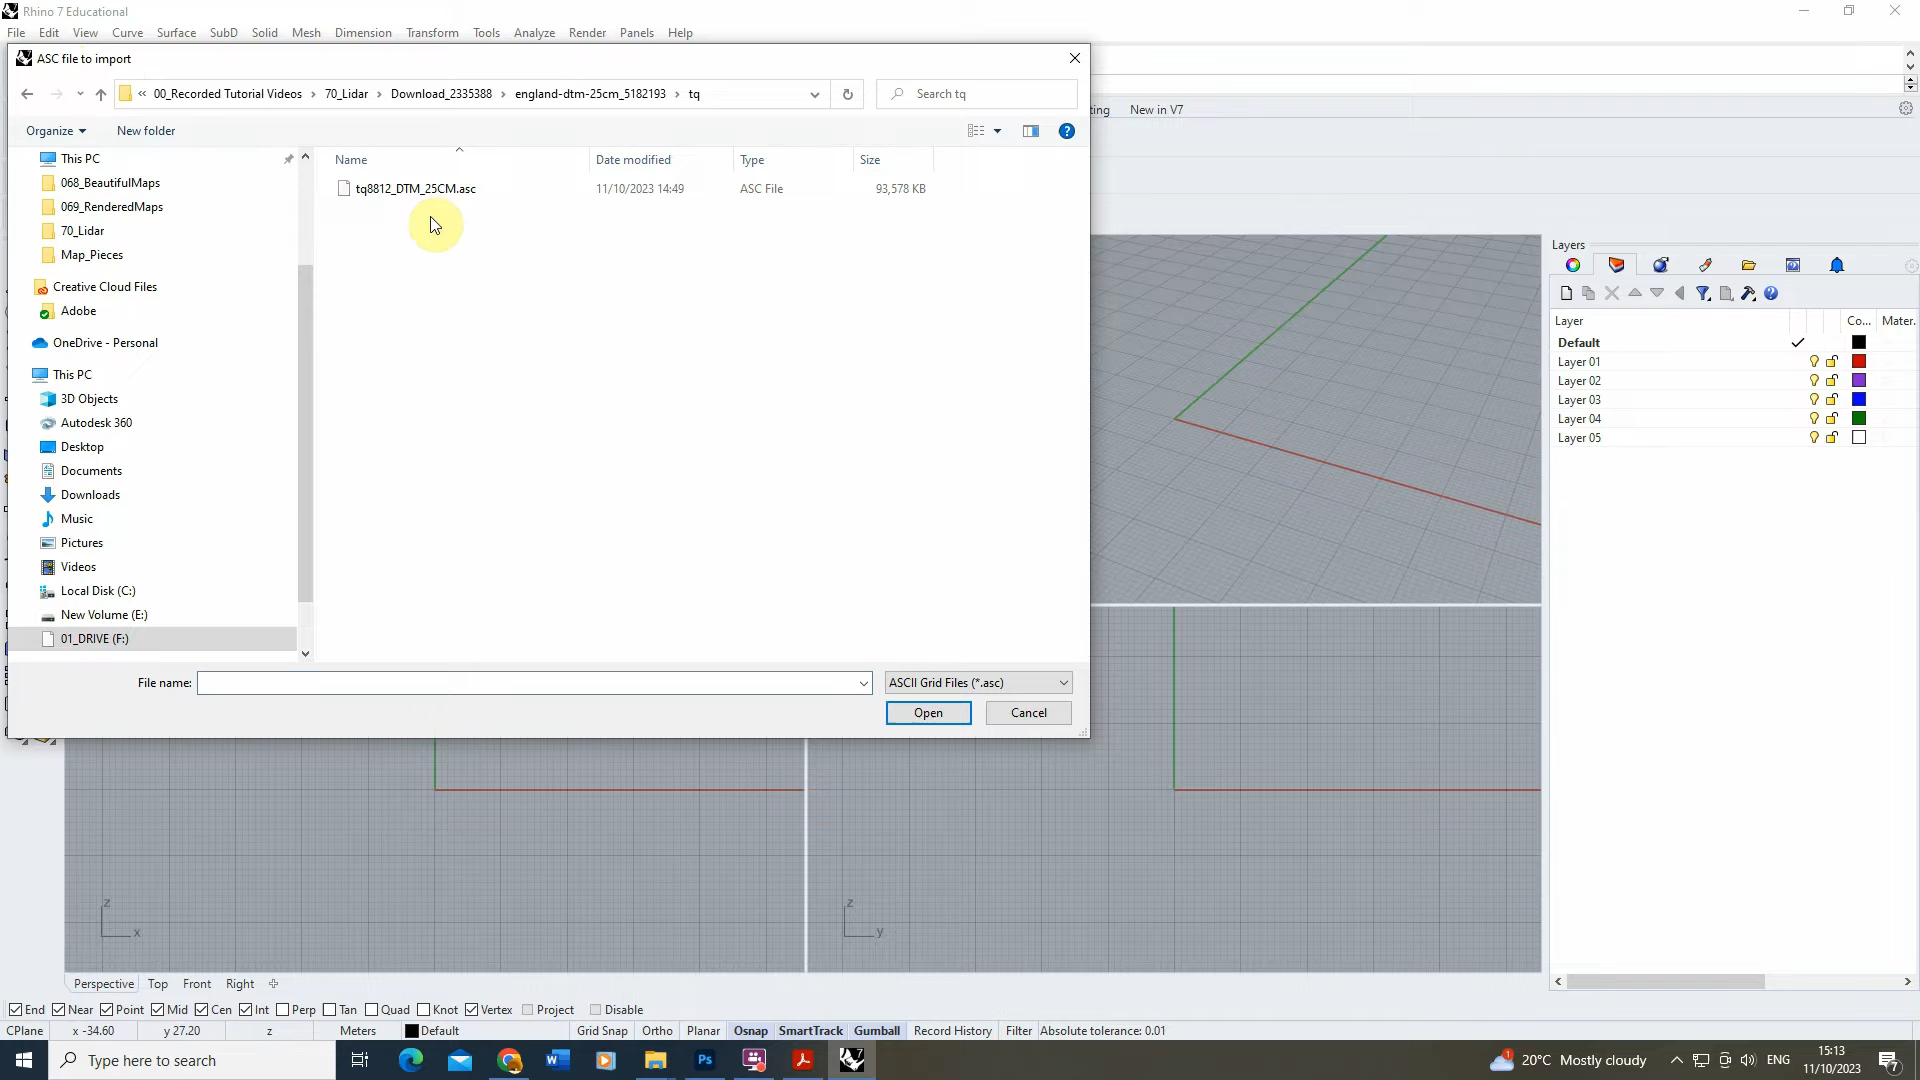 Rhino 7 Educational
File Edit View Curve Surface SubD Solid Mesh Dimension Transform Tools Analyze Render Panels Help
ASC file to import
« 00_Recorded Tutorial Videos › 70_Lidar › Download_2335388 › england-dtm-25cm_5182193 › tq
Search tq
ting New in V7
Organize New folder
Name Date modified Type Size
tq8812_DTM_25CM.asc 11/10/2023 14:49 ASC File 93,578 KB
This PC
068_BeautifulMaps
069_RenderedMaps
70_Lidar
Map_Pieces
Creative Cloud Files
Adobe
OneDrive - Personal
This PC
3D Objects
Autodesk 360
Desktop
Documents
Downloads
Music
Pictures
Videos
Local Disk (C:)
New Volume (E:)
01_DRIVE (F:)
File name: ASCII Grid Files (*.asc)
Open Cancel
Layers
Layer Co... Mater.
Default
Layer 01
Layer 02
Layer 03
Layer 04
Layer 05
z x
z y
Perspective Top Front Right
End Near Point Mid Cen Int Perp Tan Quad Knot Vertex Project Disable
CPlane x -34.60 y 27.20 z Meters Default Grid Snap Ortho Planar Osnap SmartTrack Gumball Record History Filter Absolute tolerance: 0.01
Type here to search
W Ps
1 20°C Mostly cloudy ENG 15:13
11/10/2023 7